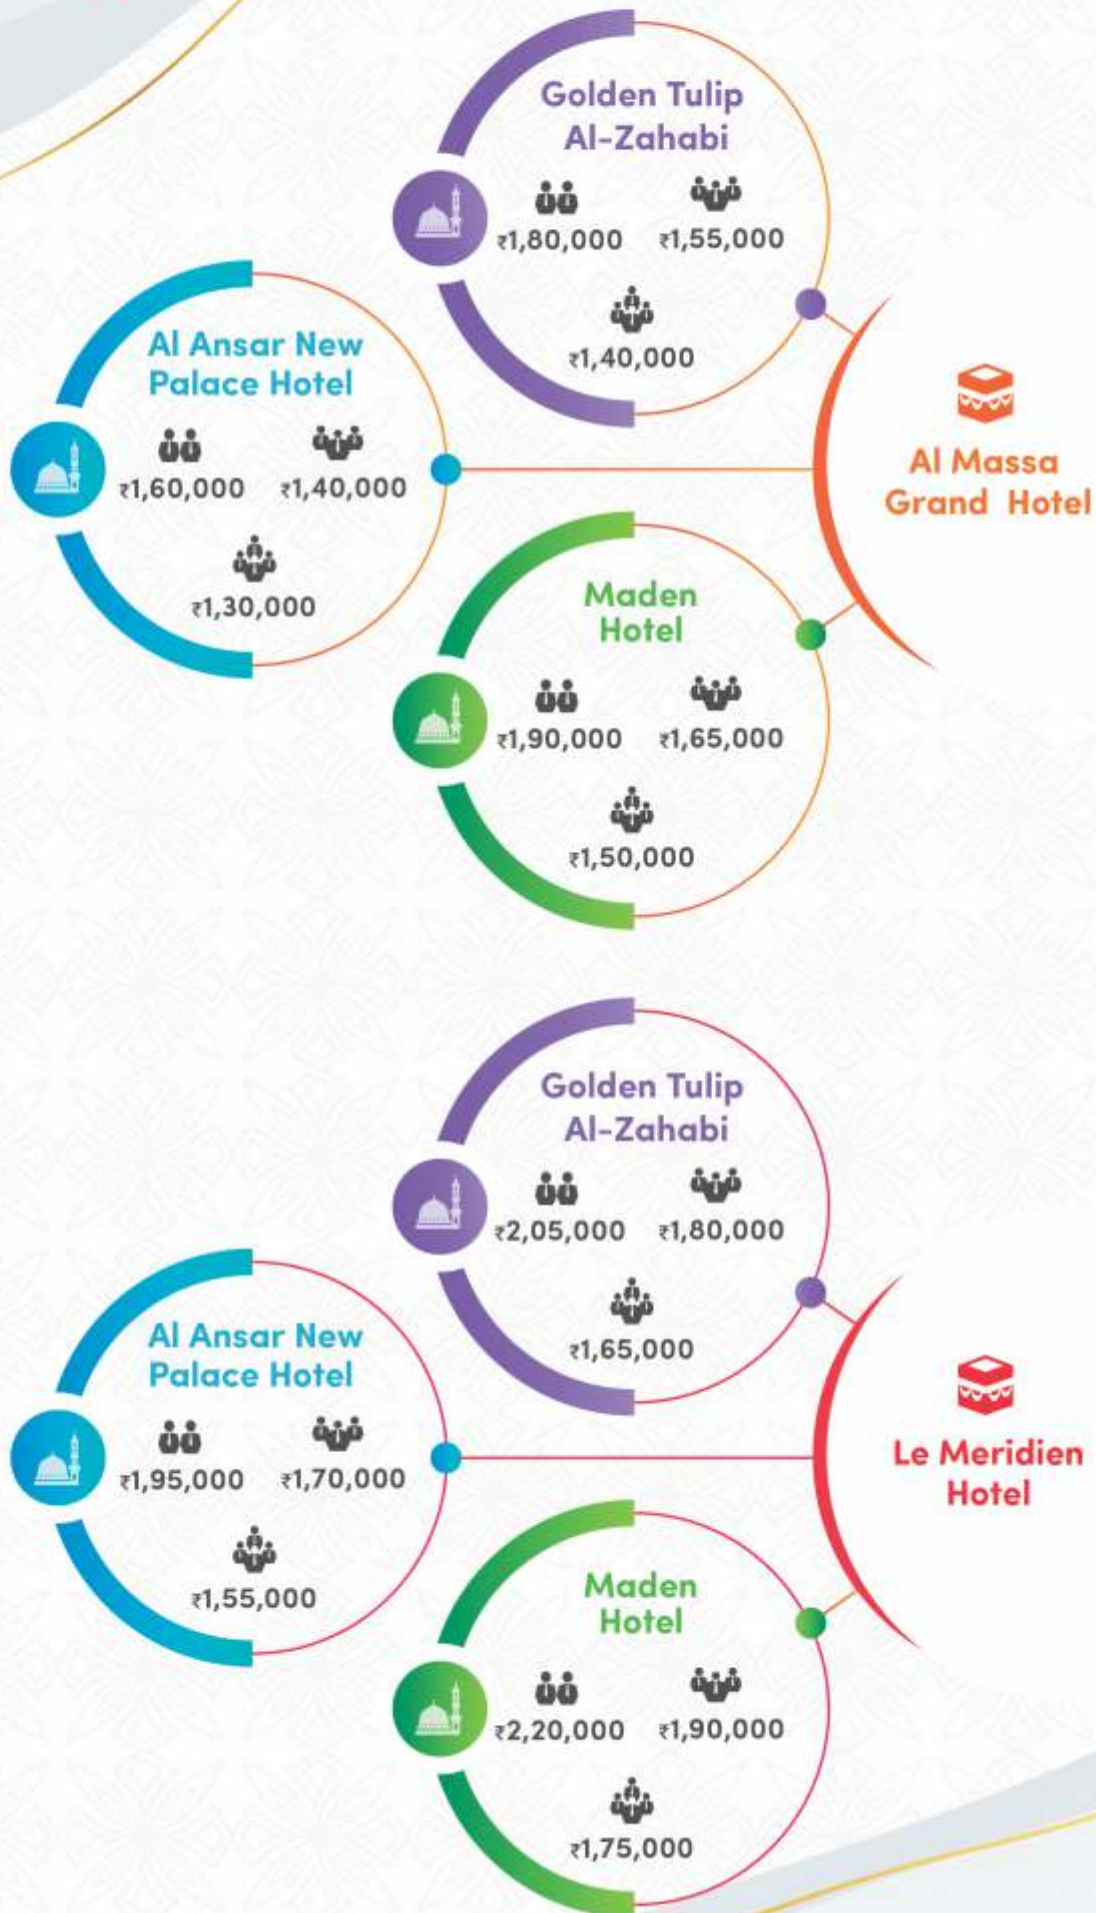 Golden Tulip
Al-Zahabi
₹1,80,000 ₹1,55,000
₹1,40,000
Al Ansar New
Palace Hotel
₹1,60,000 ₹1,40,000
₹1,30,000
Al Massa
Grand Hotel
Maden
Hotel
₹1,90,000 ₹1,65,000
₹1,50,000
Golden Tulip
Al-Zahabi
₹2,05,000 ₹1,80,000
₹1,65,000
Al Ansar New
Palace Hotel
₹1,95,000 ₹1,70,000
₹1,55,000
Le Meridien
Hotel
Maden
Hotel
₹2,20,000 ₹1,90,000
₹1,75,000